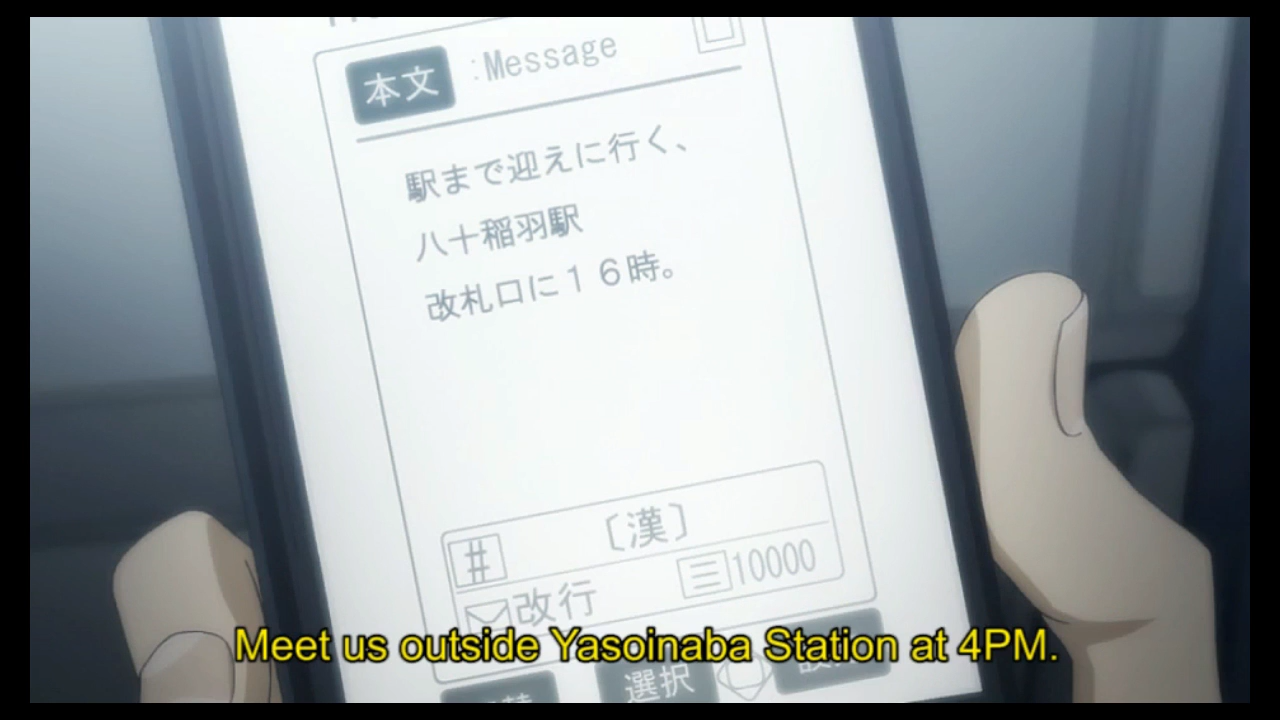 本文 :Message
駅まで迎えに行く、
八十稲羽駅
改札口に１６時。
# 〔漢〕
改行 三 10000
Meet us outside Yasoinaba Station at 4PM.
選択